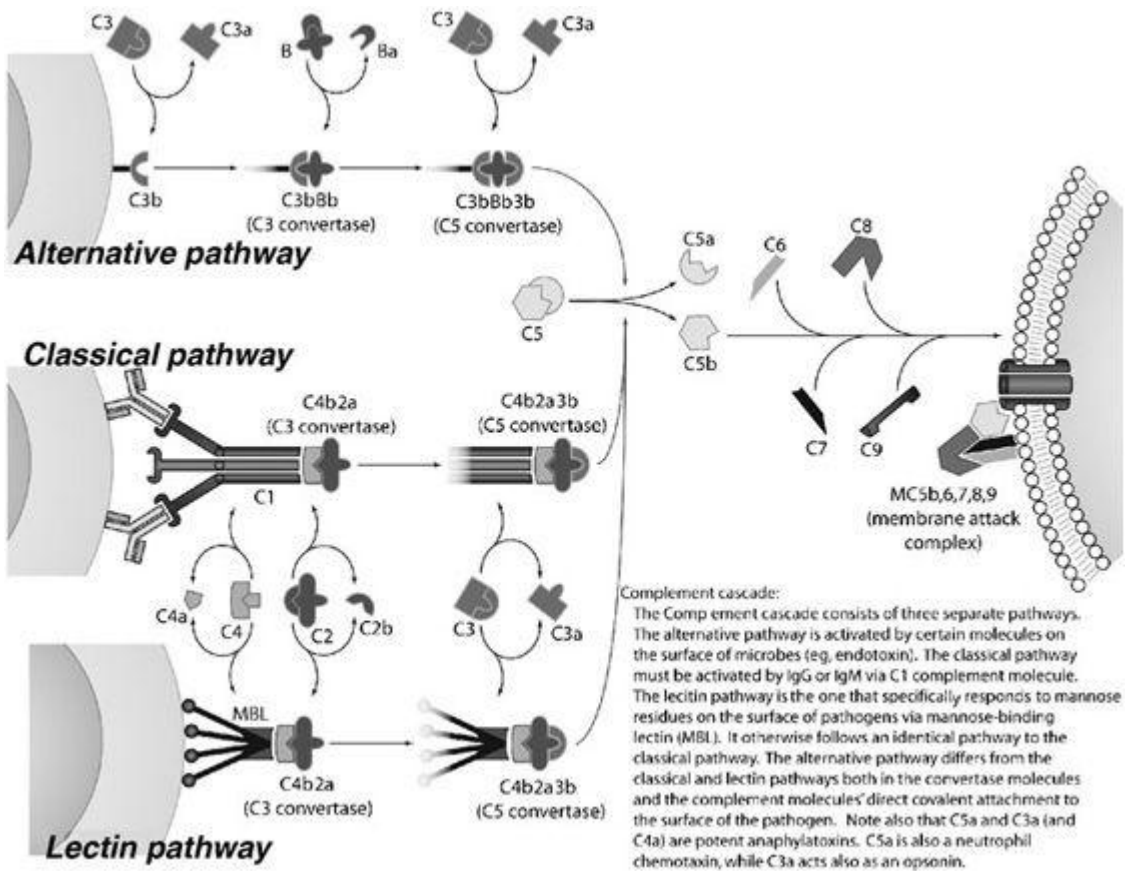 C3
C3a
B
Ba
C3
C3a
C3b
C3bBb
(C3 convertase)
C3bBb3b
(C5 convertase)
Alternative pathway
C5
C5a
C5b
C6
C8
C7
C9
MC5b,6,7,8,9
(membrane attack
complex)
Classical pathway
C4b2a
(C3 convertase)
C4b2a3b
(C5 convertase)
C1
C4a
C4
C2
C2b
C3
C3a
MBL
C4b2a
(C3 convertase)
C4b2a3b
(C5 convertase)
Lectin pathway
Complement cascade:
The Comp ement cascade consists of three separate pathways.
The alternative pathway is activated by certain molecules on
the surface of microbes (eg, endotoxin). The classical pathway
must be activated by IgG or IgM via C1 complement molecule.
The lecitin pathway is the one that specifically responds to mannose
residues on the surface of pathogens via mannose-binding
lectin (MBL). It otherwise follows an identical pathway to the
classical pathway. The alternative pathway differs from the
classical and lectin pathways both in the convertase molecules
and the complement molecules' direct covalent attachment to
the surface of the pathogen. Note also that C5a and C3a (and
C4a) are potent anaphylatoxins. C5a is also a neutrophil
chemotaxin, while C3a acts also as an opsonin.